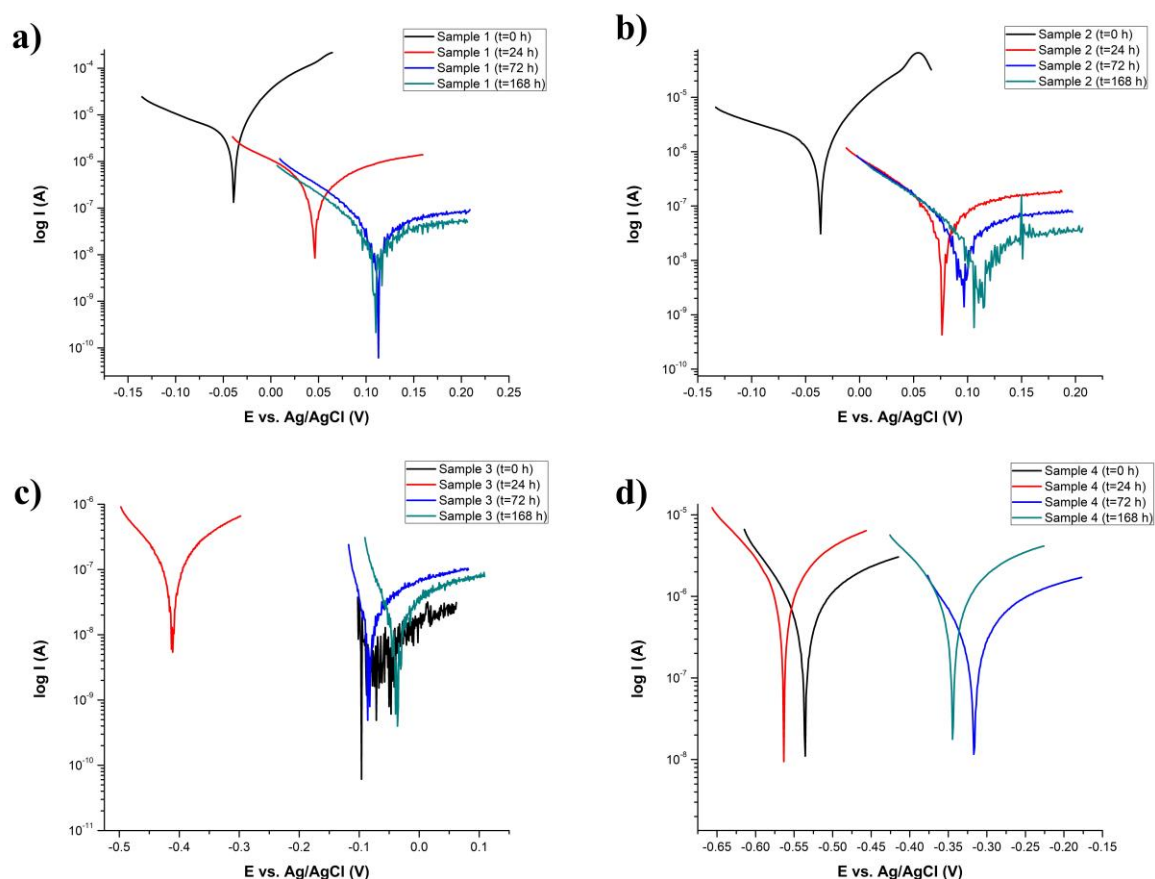 a)
Sample 1 (t=0 h)
Sample 1 (t=24 h)
Sample 1 (t=72 h)
Sample 1 (t=168 h)
log I (A)
10⁻⁴
10⁻⁵
10⁻⁶
10⁻⁷
10⁻⁸
10⁻⁹
10⁻¹⁰
-0.15 -0.10 -0.05 0.00 0.05 0.10 0.15 0.20 0.25
E vs. Ag/AgCl (V)
b)
Sample 2 (t=0 h)
Sample 2 (t=24 h)
Sample 2 (t=72 h)
Sample 2 (t=168 h)
log I (A)
10⁻⁵
10⁻⁶
10⁻⁷
10⁻⁸
10⁻⁹
10⁻¹⁰
-0.15 -0.10 -0.05 0.00 0.05 0.10 0.15 0.20
E vs. Ag/AgCl (V)
c)
Sample 3 (t=0 h)
Sample 3 (t=24 h)
Sample 3 (t=72 h)
Sample 3 (t=168 h)
log I (A)
10⁻⁶
10⁻⁷
10⁻⁸
10⁻⁹
10⁻¹⁰
10⁻¹¹
-0.5 -0.4 -0.3 -0.2 -0.1 0.0 0.1
E vs. Ag/AgCl (V)
d)
Sample 4 (t=0 h)
Sample 4 (t=24 h)
Sample 4 (t=72 h)
Sample 4 (t=168 h)
log I (A)
10⁻⁵
10⁻⁶
10⁻⁷
10⁻⁸
-0.65 -0.60 -0.55 -0.50 -0.45 -0.40 -0.35 -0.30 -0.25 -0.20 -0.15
E vs. Ag/AgCl (V)